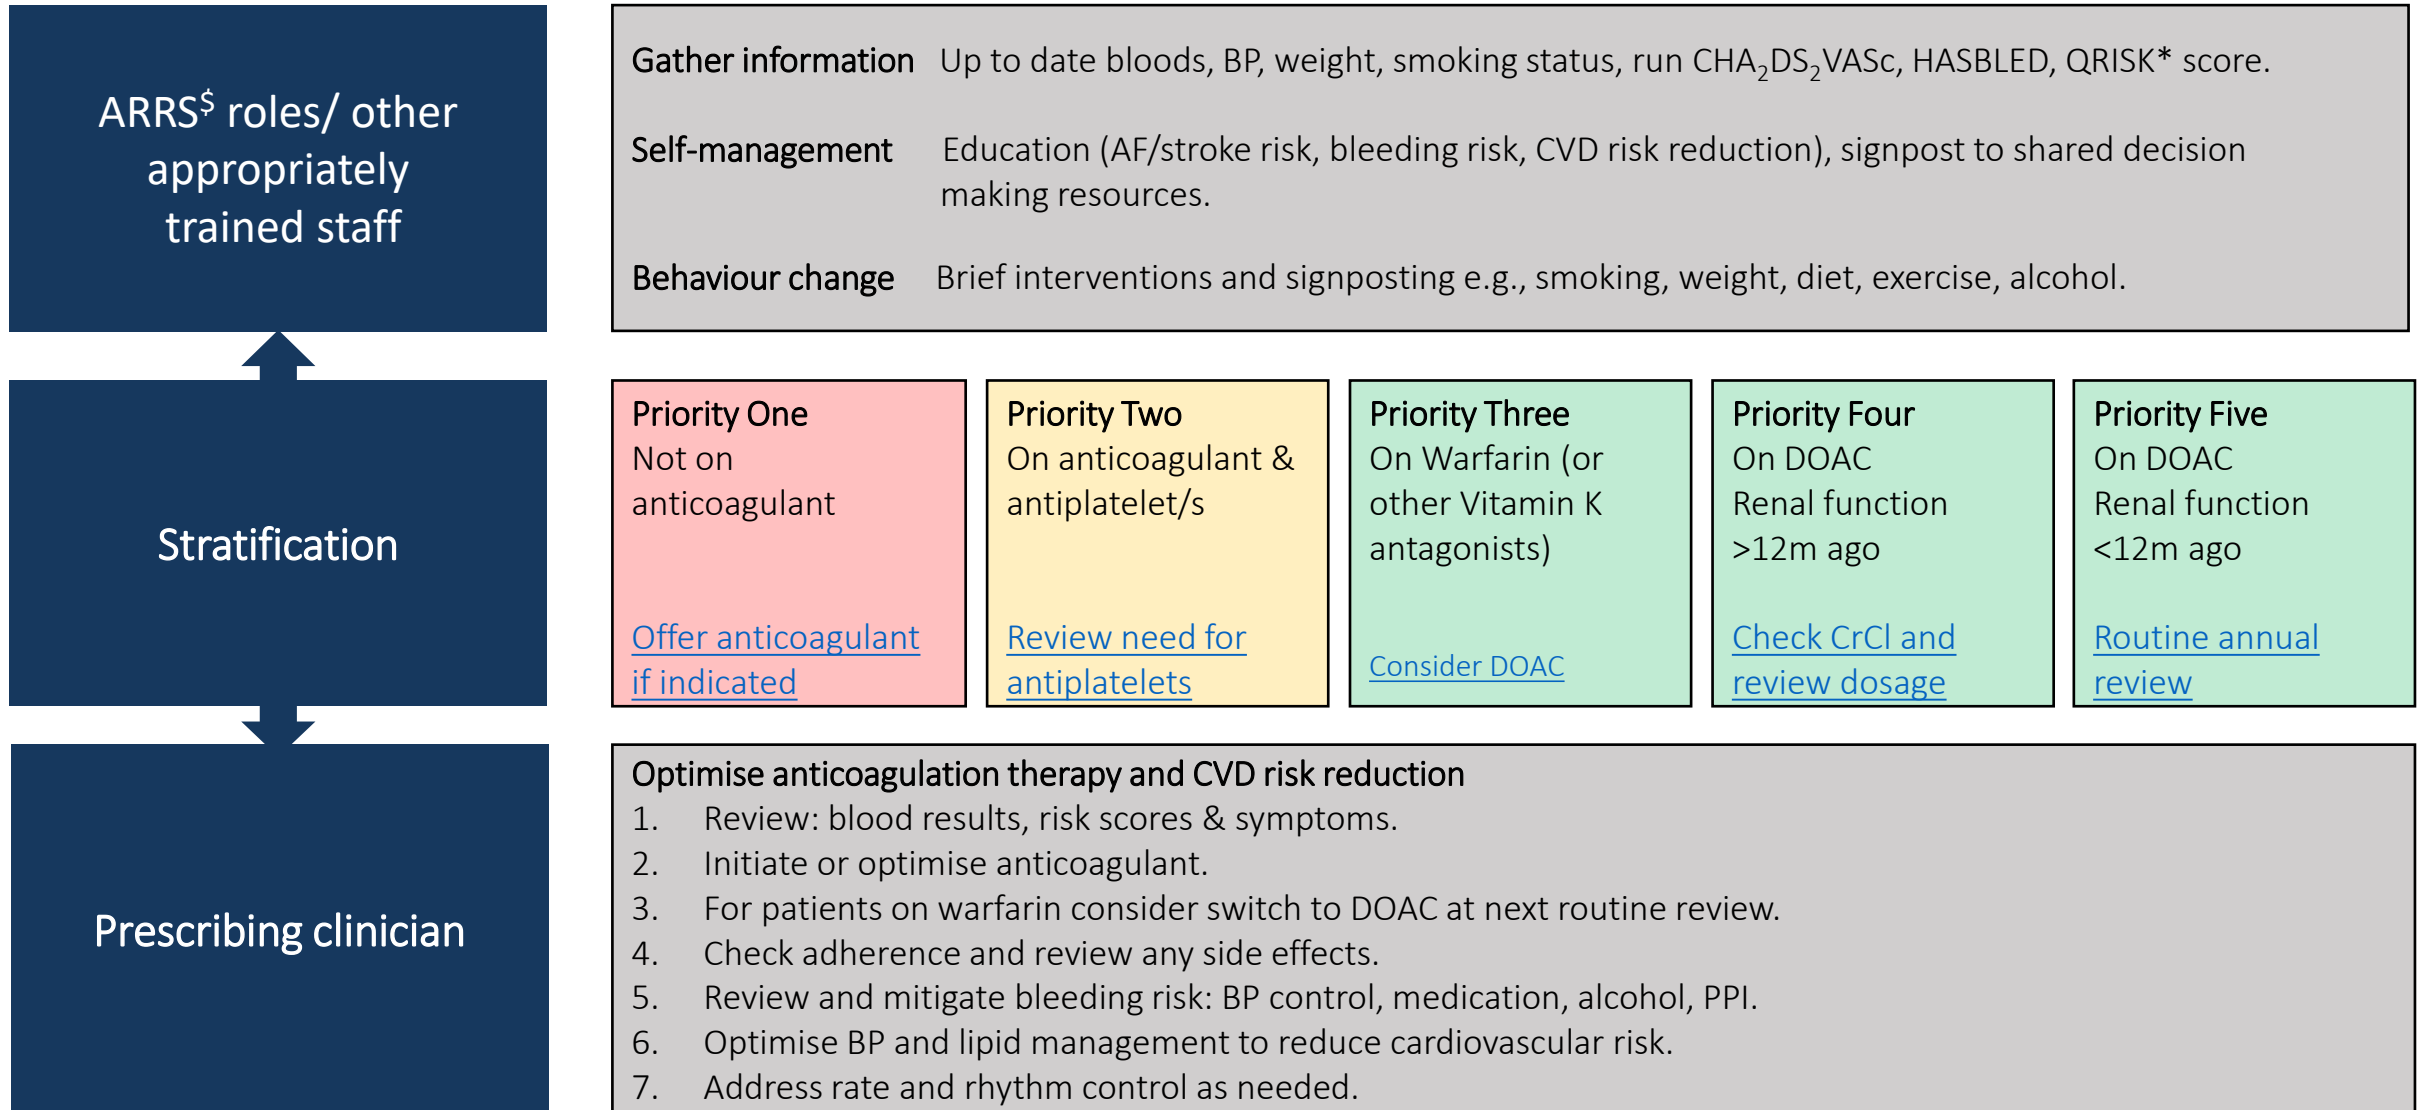 ARRS$ roles/ other
appropriately
trained staff
Gather information Up to date bloods, BP, weight, smoking status, run CHA2DS2VASc, HASBLED, QRISK* score.
Self-management Education (AF/stroke risk, bleeding risk, CVD risk reduction), signpost to shared decision
making resources.
Behaviour change Brief interventions and signposting e.g., smoking, weight, diet, exercise, alcohol.
Stratification
Priority One
Not on
anticoagulant
Offer anticoagulant
if indicated
Priority Two
On anticoagulant &
antiplatelet/s
Review need for
antiplatelets
Priority Three
On Warfarin (or
other Vitamin K
antagonists)
Consider DOAC
Priority Four
On DOAC
Renal function
>12m ago
Check CrCl and
review dosage
Priority Five
On DOAC
Renal function
<12m ago
Routine annual
review
Prescribing clinician
Optimise anticoagulation therapy and CVD risk reduction
1. Review: blood results, risk scores & symptoms.
2. Initiate or optimise anticoagulant.
3. For patients on warfarin consider switch to DOAC at next routine review.
4. Check adherence and review any side effects.
5. Review and mitigate bleeding risk: BP control, medication, alcohol, PPI.
6. Optimise BP and lipid management to reduce cardiovascular risk.
7. Address rate and rhythm control as needed.